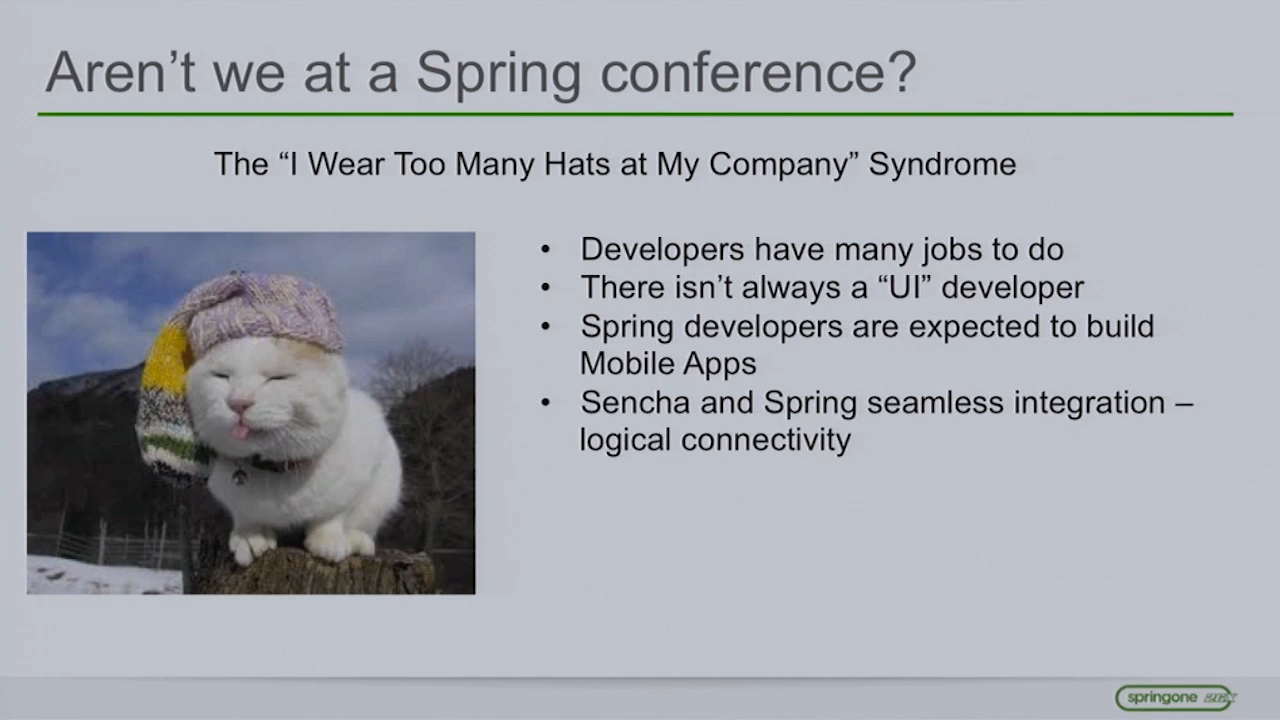 Aren’t we at a Spring conference?
The “I Wear Too Many Hats at My Company” Syndrome
• Developers have many jobs to do
• There isn’t always a “UI” developer
• Spring developers are expected to build
Mobile Apps
• Sencha and Spring seamless integration –
logical connectivity
springone 2GX